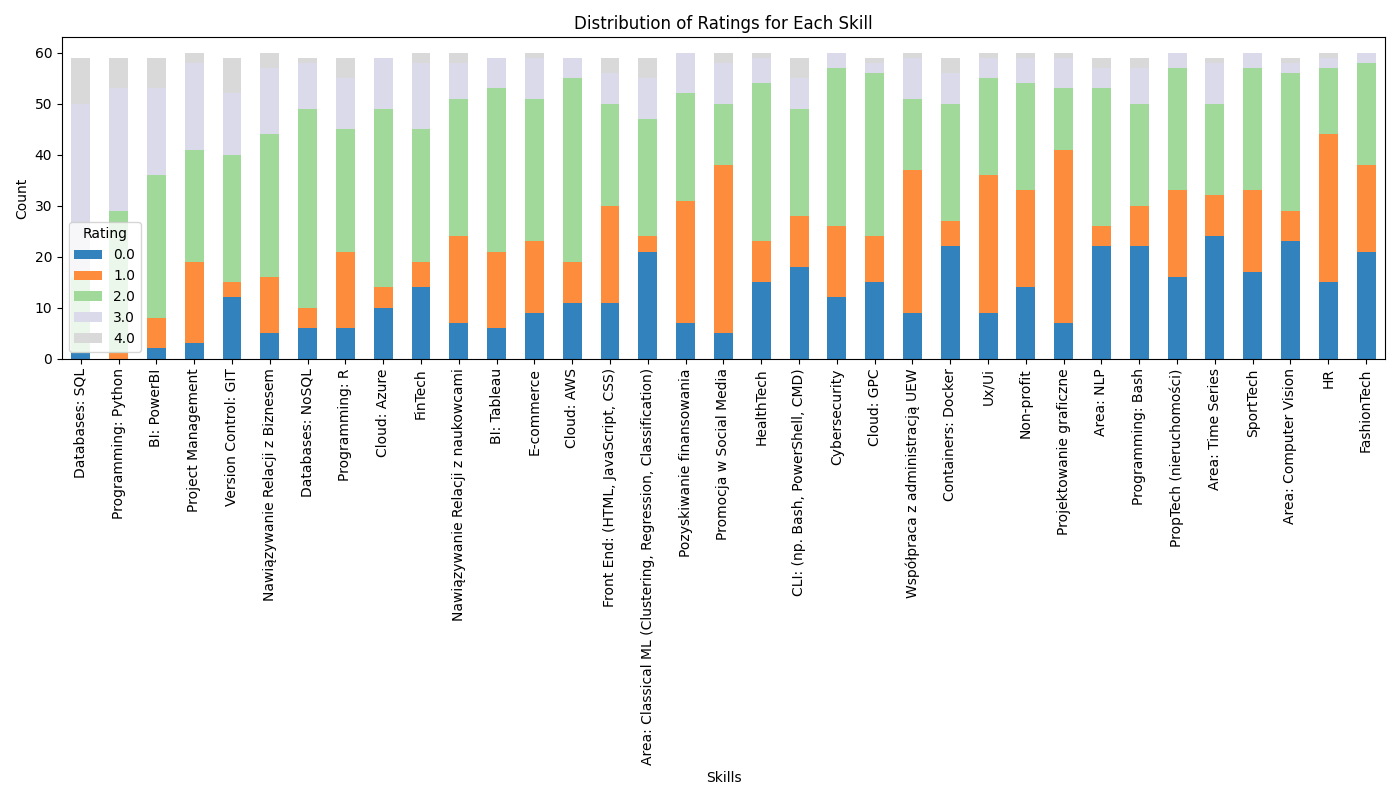 Distribution of Ratings for Each Skill
Count
60
50
40
30
20
10
0
Rating
0.0
1.0
2.0
3.0
4.0
Databases: SQL
Programming: Python
BI: PowerBI
Project Management
Version Control: GIT
Nawiązywanie Relacji z Biznesem
Databases: NoSQL
Programming: R
Cloud: Azure
FinTech
Nawiązywanie Relacji z naukowcami
BI: Tableau
E-commerce
Cloud: AWS
Front End: (HTML, JavaScript, CSS)
Area: Classical ML (Clustering, Regression, Classification)
Pozyskiwanie finansowania
Promocja w Social Media
HealthTech
CLI: (np. Bash, PowerShell, CMD)
Cybersecurity
Cloud: GPC
Współpraca z administracją UEW
Containers: Docker
Ux/Ui
Non-profit
Projektowanie graficzne
Area: NLP
Programming: Bash
PropTech (nieruchomości)
Area: Time Series
SportTech
Area: Computer Vision
HR
FashionTech
Skills